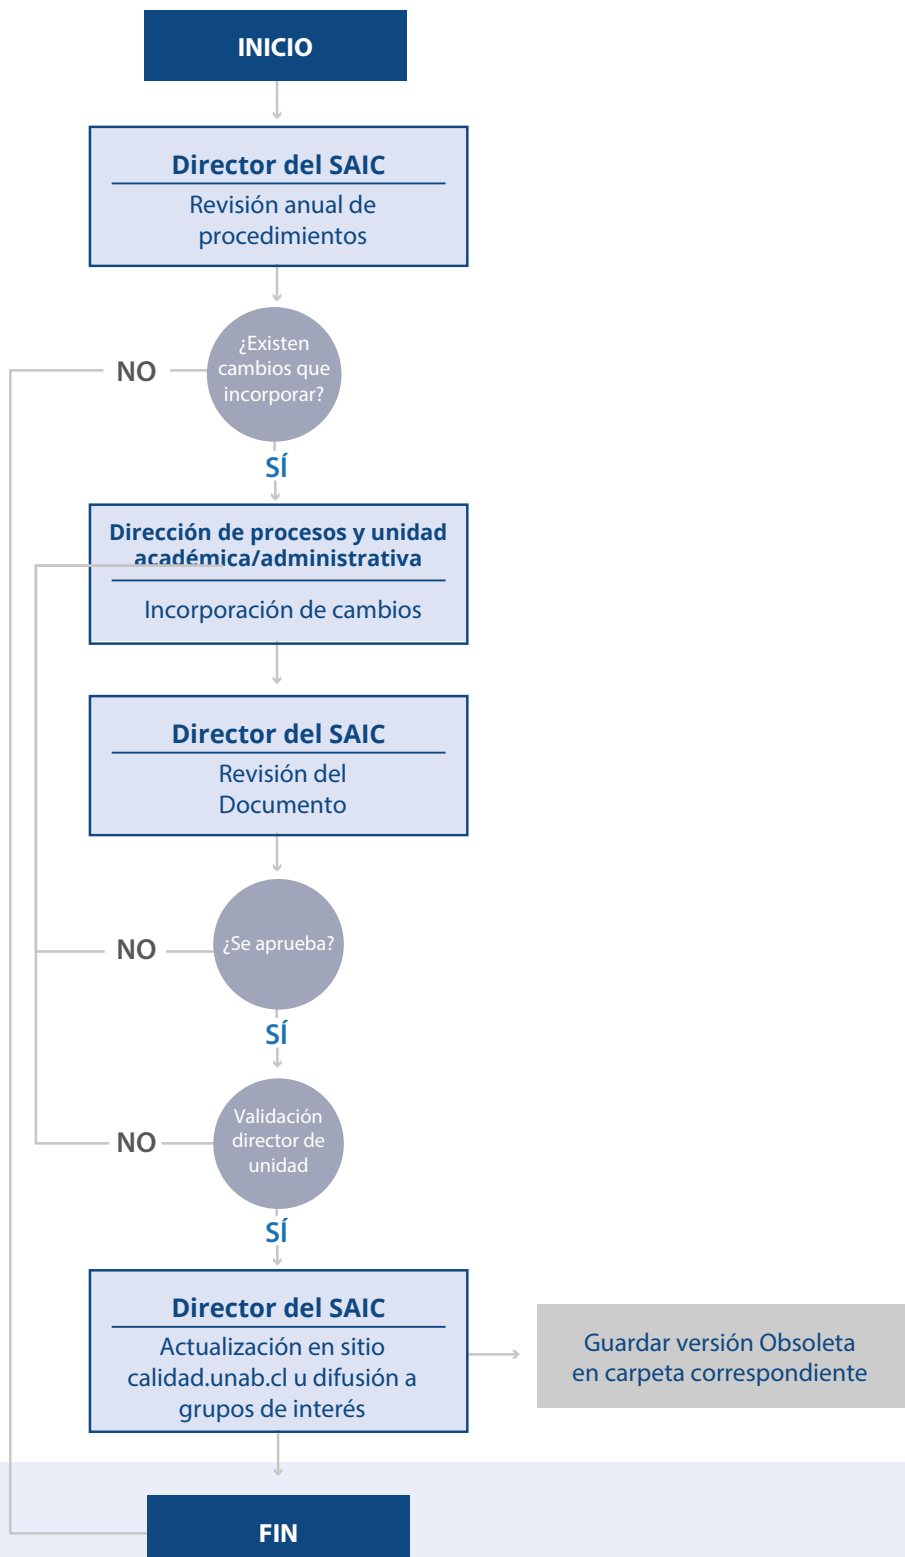 INICIO
Director del SAIC
Revisión anual de
procedimientos
¿Existen
cambios que
incorporar?
NO
SÍ
Dirección de procesos y unidad
académica/administrativa
Incorporación de cambios
Director del SAIC
Revisión del
Documento
¿Se aprueba?
NO
SÍ
Validación
director de
unidad
NO
SÍ
Director del SAIC
Actualización en sitio
calidad.unab.cl u difusión a
grupos de interés
Guardar versión Obsoleta
en carpeta correspondiente
FIN